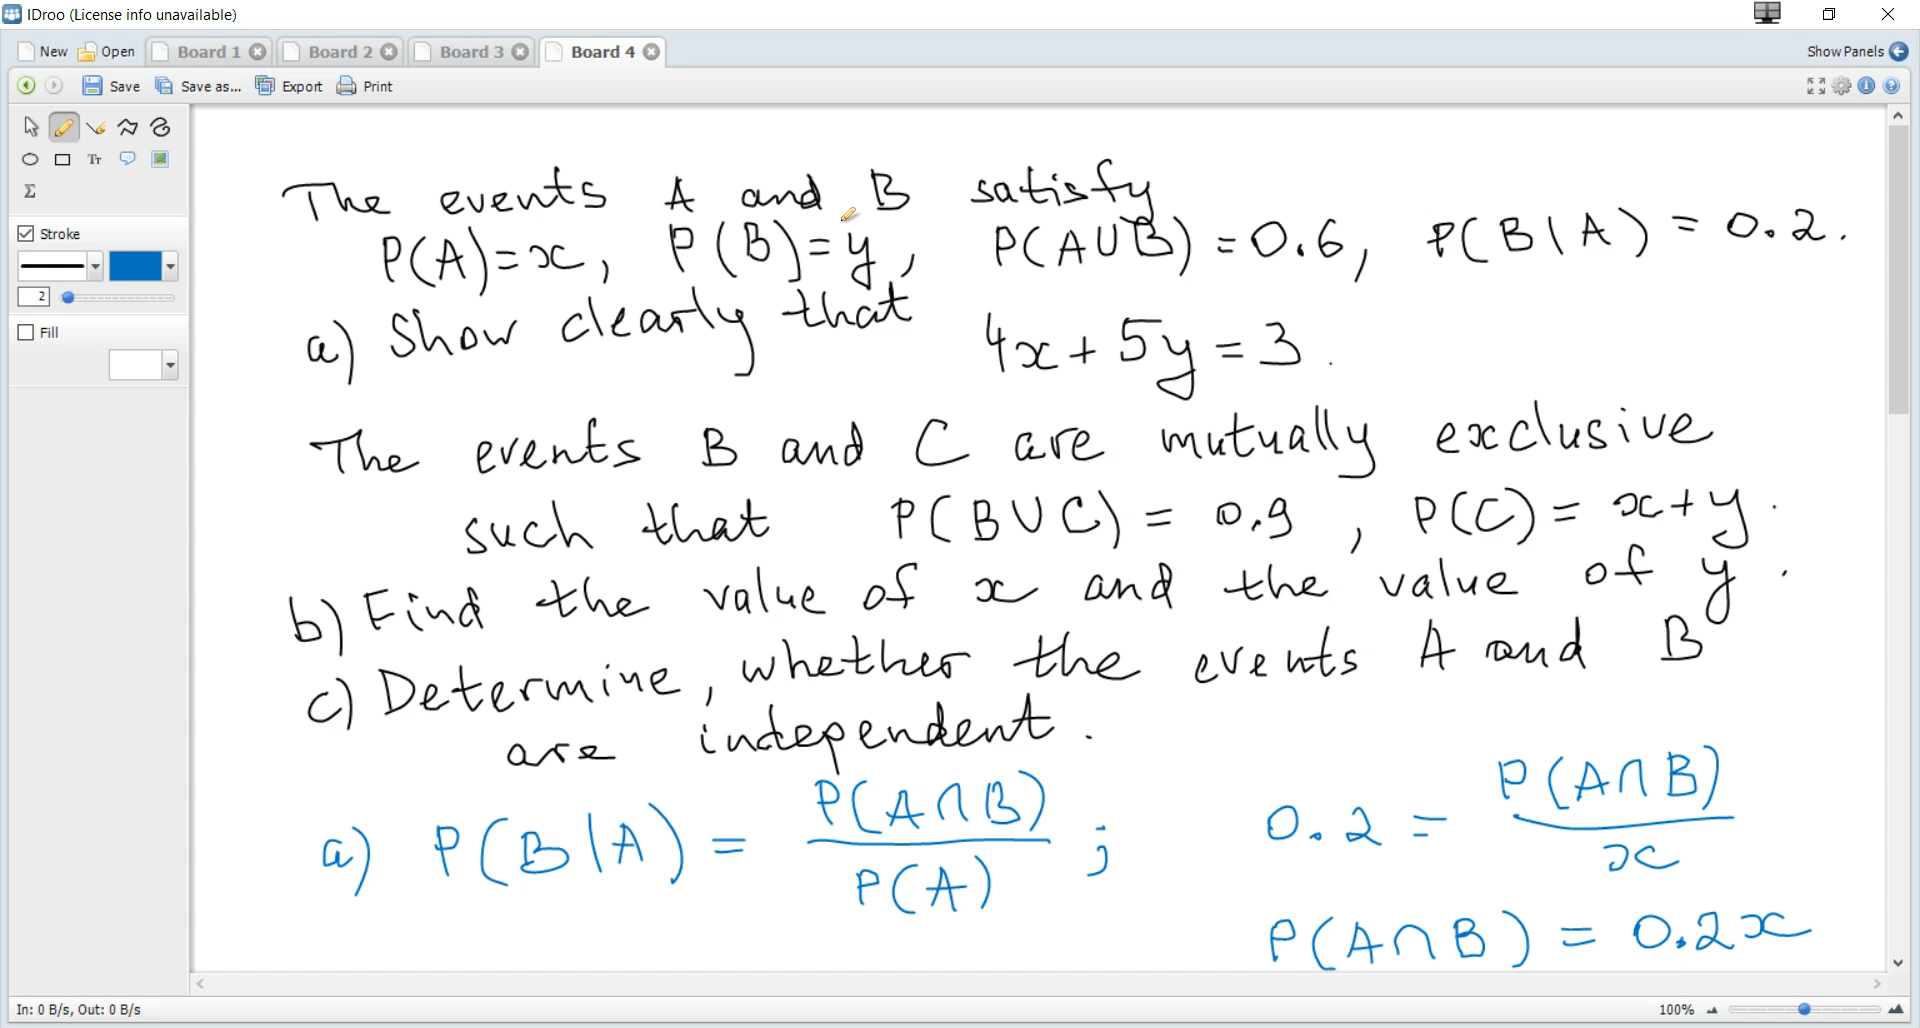 IDroo (License info unavailable)
New Open Board 1 Board 2 Board 3 Board 4 Show Panels
Save Save as... Export Print
Tт
Σ
Stroke
2
Fill
The events A and B satisfy
P(A)=x, P(B)=y, P(A∪B)=0.6, P(B|A)=0.2.
a) Show clearly that 4x+5y=3.
The events B and C are mutually exclusive
such that P(B∪C)=0.9, P(C)=x+y.
b) Find the value of x and the value of y.
c) Determine, whether the events A and B
are independent.
a) P(B|A) = P(A∩B)/P(A); 0.2 = P(A∩B)/x
P(A∩B) = 0.2x
In: 0 B/s, Out: 0 B/s 100%